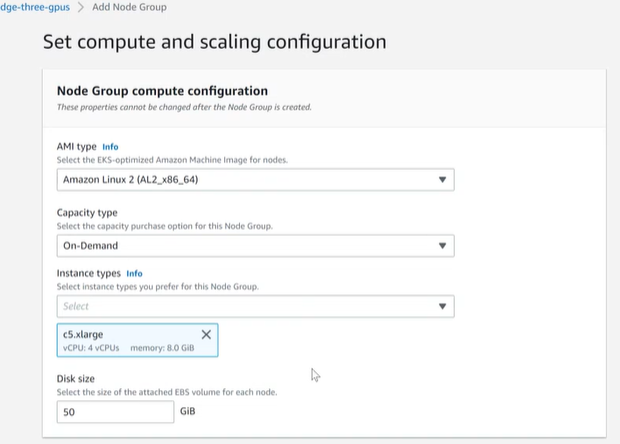 dge-three-gpus > Add Node Group
Set compute and scaling configuration
Node Group compute configuration
These properties cannot be changed after the Node Group is created.
AMI type Info
Select the EKS-optimized Amazon Machine Image for nodes.
Amazon Linux 2 (AL2_x86_64)
Capacity type
Select the capacity purchase option for this Node Group.
On-Demand
Instance types Info
Select instance types you prefer for this Node Group.
Select
c5.xlarge
vCPU: 4 vCPUs memory: 8.0 GiB
Disk size
Select the size of the attached EBS volume for each node.
50 GiB